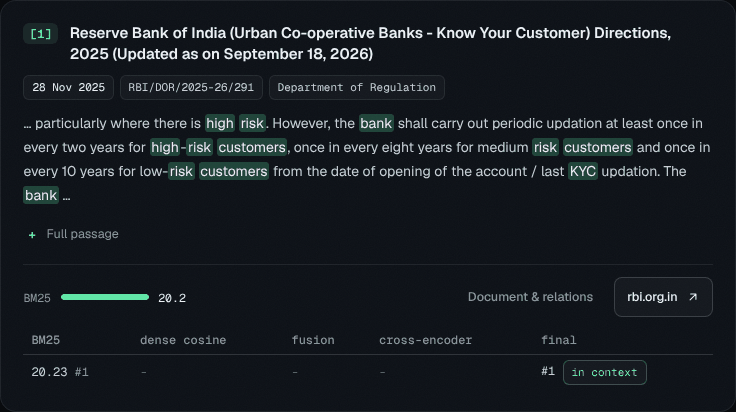 [1] Reserve Bank of India (Urban Co-operative Banks - Know Your Customer) Directions,
2025 (Updated as on September 18, 2026)
28 Nov 2025 RBI/DOR/2025-26/291 Department of Regulation
… particularly where there is high risk. However, the bank shall carry out periodic updation at least once in
every two years for high-risk customers, once in every eight years for medium risk customers and once in
every 10 years for low-risk customers from the date of opening of the account / last KYC updation. The
bank …
+ Full passage
BM25 20.2 Document & relations rbi.org.in ↗
BM25 dense cosine fusion cross-encoder final
20.23 #1 – – – #1 in context